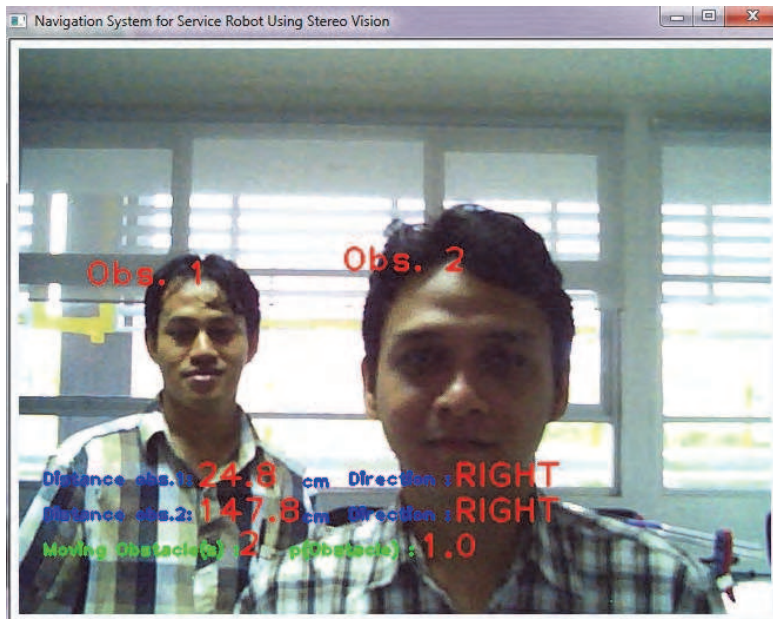 Navigation System for Service Robot Using Stereo Vision
Obs. 1
Obs. 2
Distance obs.1: 24.8 cm Direction : RIGHT
Distance obs.2: 147.8 cm Direction : RIGHT
Moving Obstacle(s) : 2 p(Obstacle) : 1.0